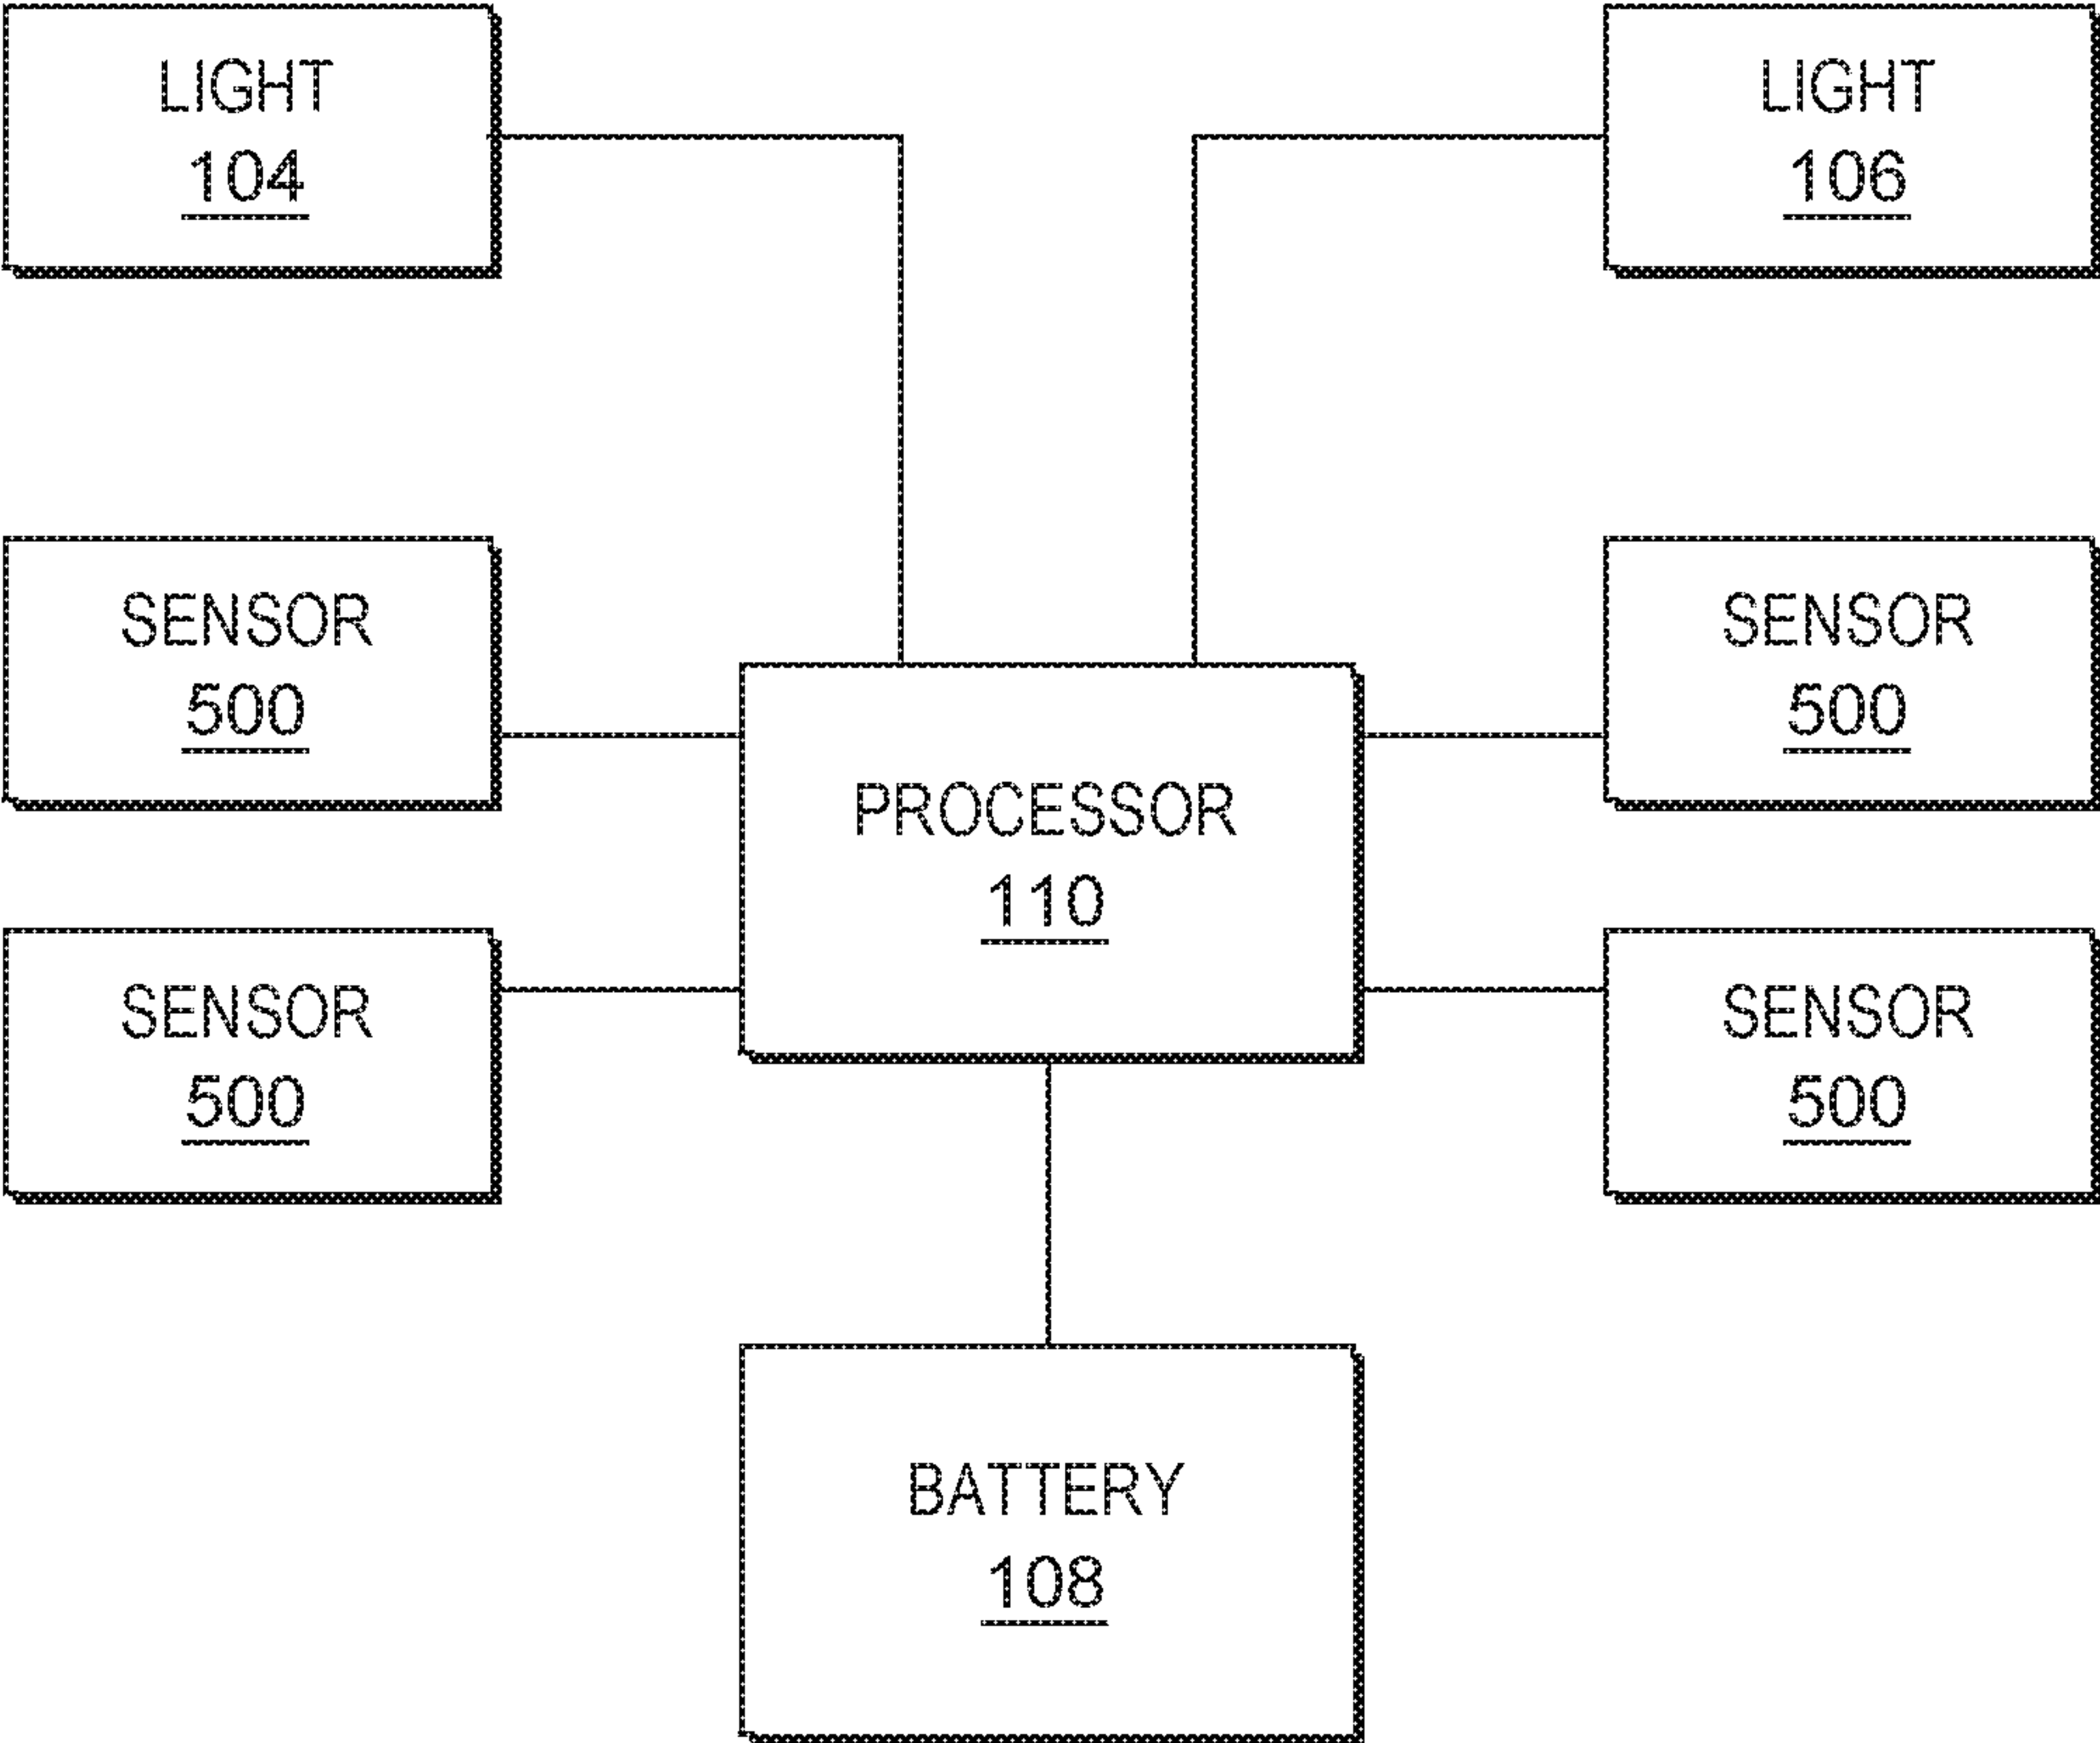 LIGHT
104
LIGHT
106
SENSOR
500
SENSOR
500
PROCESSOR
110
SENSOR
500
SENSOR
500
BATTERY
108